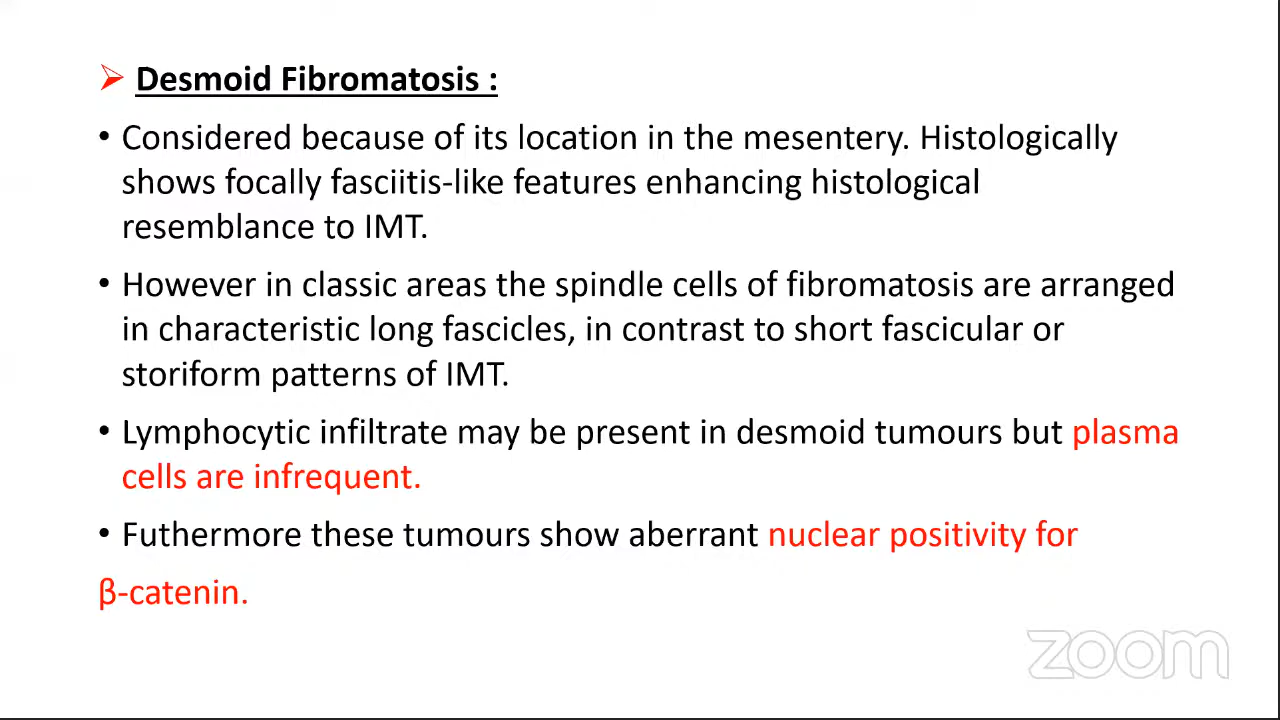 Desmoid Fibromatosis :
• Considered because of its location in the mesentery. Histologically
shows focally fasciitis-like features enhancing histological
resemblance to IMT.
• However in classic areas the spindle cells of fibromatosis are arranged
in characteristic long fascicles, in contrast to short fascicular or
storiform patterns of IMT.
• Lymphocytic infiltrate may be present in desmoid tumours but plasma
cells are infrequent.
• Futhermore these tumours show aberrant nuclear positivity for
β-catenin.
zoom